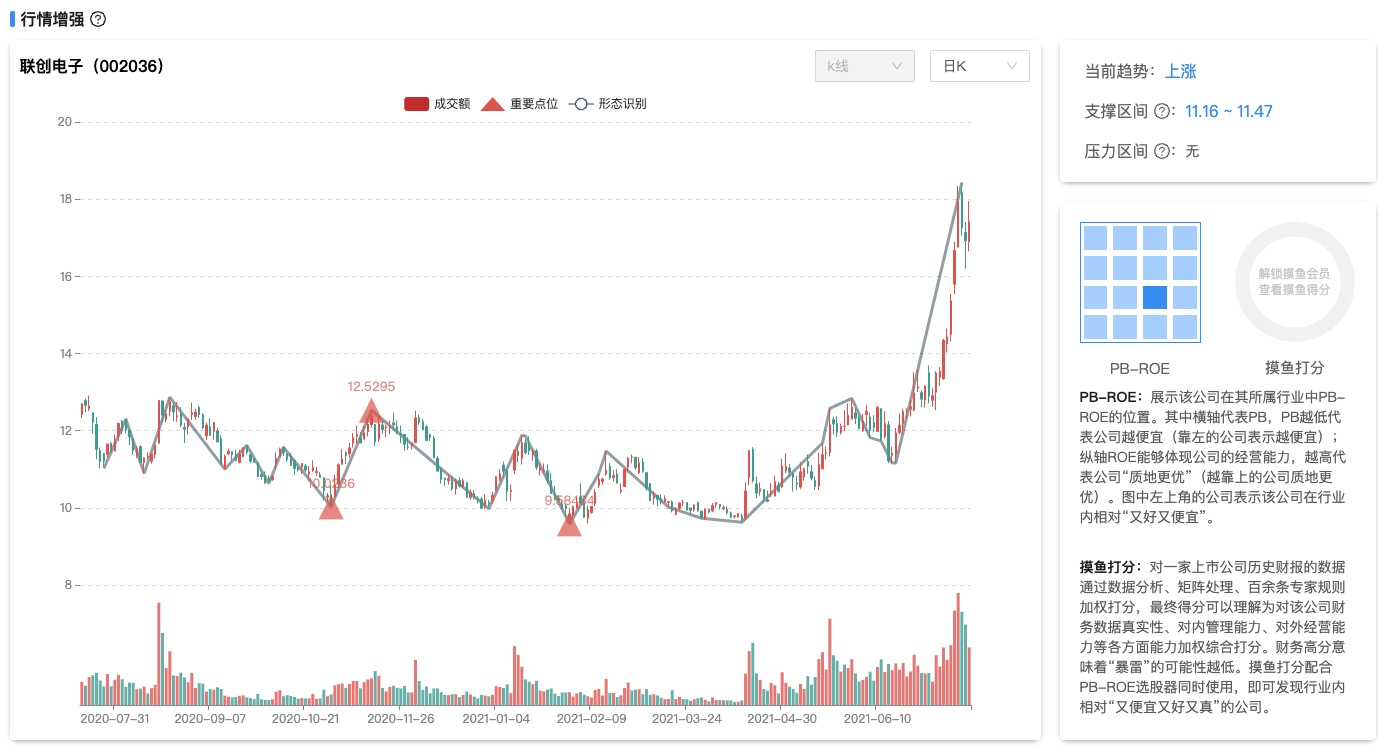 行情增强 ?
联创电子（002036）
k线
日K
成交额 重要点位 形态识别
20
18
16
14
12
10
8
12.5295
2020-07-31 2020-09-07 2020-10-21 2020-11-26 2021-01-04 2021-02-09 2021-03-24 2021-04-30 2021-06-10
当前趋势：上涨
支撑区间 ?：11.16 ~ 11.47
压力区间 ?：无
解锁摸鱼会员
查看摸鱼得分
PB-ROE
摸鱼打分
PB-ROE：展示该公司在其所属行业中PB-
ROE的位置。其中横轴代表PB，PB越低代
表公司越便宜（靠左的公司表示越便宜）；
纵轴ROE能够体现公司的经营能力，越高代
表公司“质地更优”（越靠上的公司质地更
优）。图中左上角的公司表示该公司在行业
内相对“又好又便宜”。
摸鱼打分：对一家上市公司历史财报的数据
通过数据分析、矩阵处理、百余条专家规则
加权打分，最终得分可以理解为对该公司财
务数据真实性、对内管理能力、对外经营能
力等各方面能力加权综合打分。财务高分意
味着“暴雷”的可能性越低。摸鱼打分配合
PB-ROE选股器同时使用，即可发现行业内
相对“又便宜又好又真”的公司。